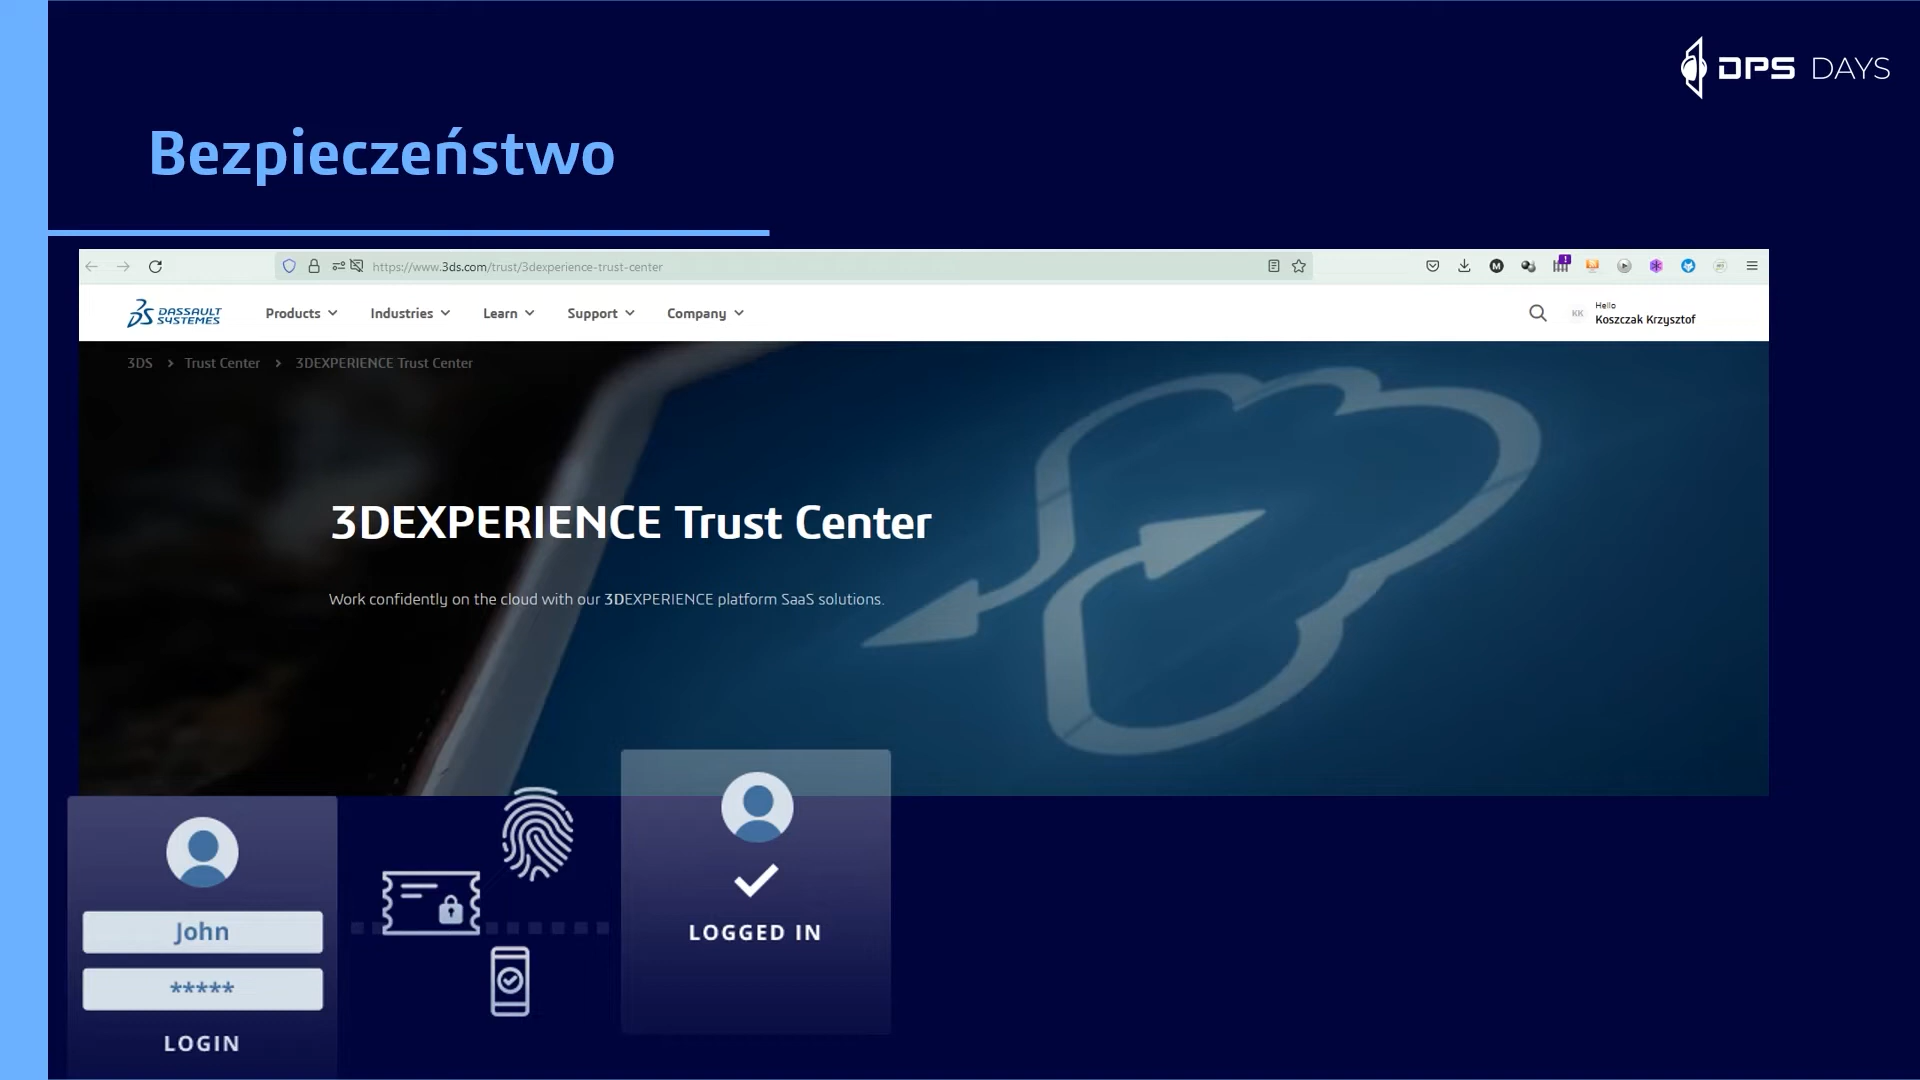 DPS DAYS
Bezpieczeństwo
https://www.3ds.com/trust/3dexperience-trust-center
DASSAULT SYSTEMES
Products
Industries
Learn
Support
Company
KK
Hello
Koszczak Krzysztof
3DS > Trust Center > 3DEXPERIENCE Trust Center
3DEXPERIENCE Trust Center
Work confidently on the cloud with our 3DEXPERIENCE platform SaaS solutions.
John
*****
LOGIN
LOGGED IN